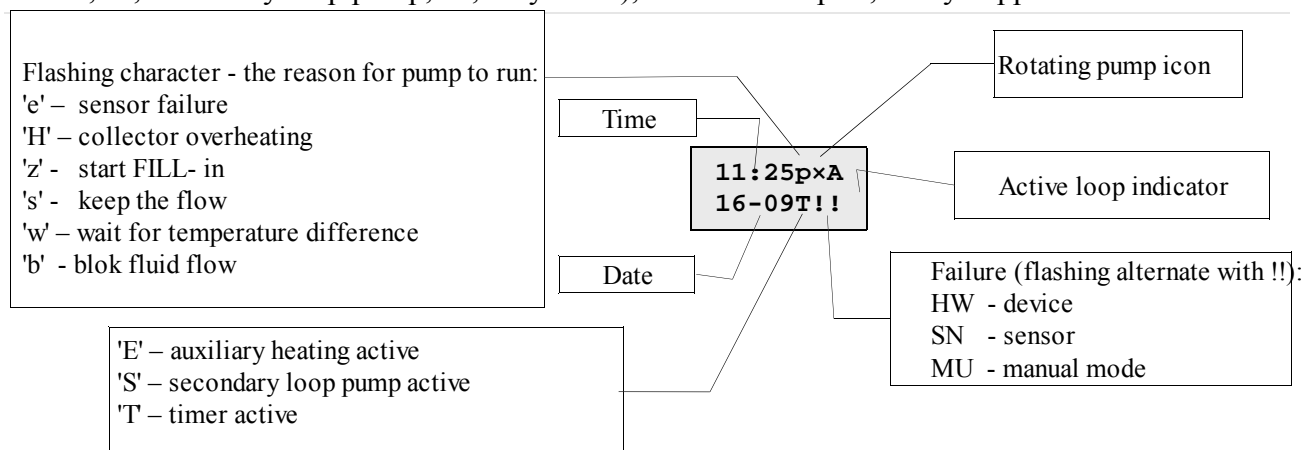 Flashing character - the reason for pump to run:
'e' – sensor failure
'H' – collector overheating
'z' - start FILL- in
's' - keep the flow
'w' – wait for temperature difference
'b' - blok fluid flow
Time
Date
Rotating pump icon
11:25p×A
16-09T!!
Active loop indicator
Failure (flashing alternate with !!):
HW - device
SN - sensor
MU - manual mode
'E' – auxiliary heating active
'S' – secondary loop pump active
'T' – timer active